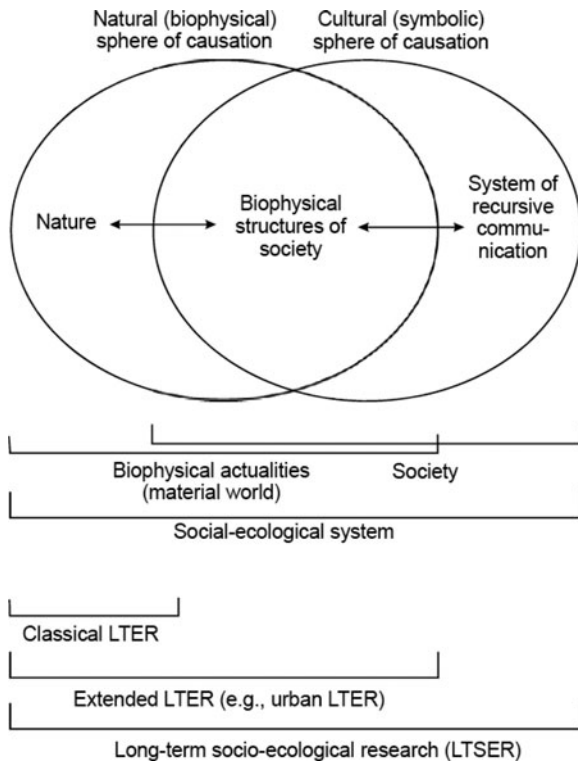 Natural (biophysical)
sphere of causation
Cultural (symbolic)
sphere of causation
Nature
Biophysical
structures of
society
System of
recursive
commu-
nication
Biophysical actualities
(material world)
Society
Social-ecological system
Classical LTER
Extended LTER (e.g., urban LTER)
Long-term socio-ecological research (LTSER)